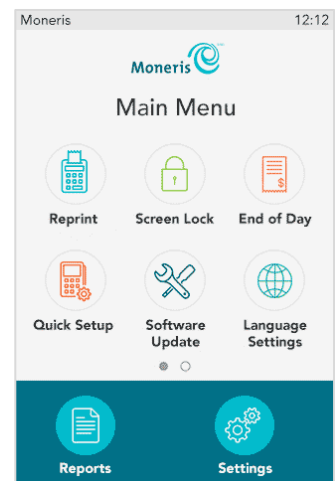 Moneris 12:12
Moneris
Main Menu
Reprint Screen Lock End of Day
$
Quick Setup Software Update Language Settings
Reports Settings